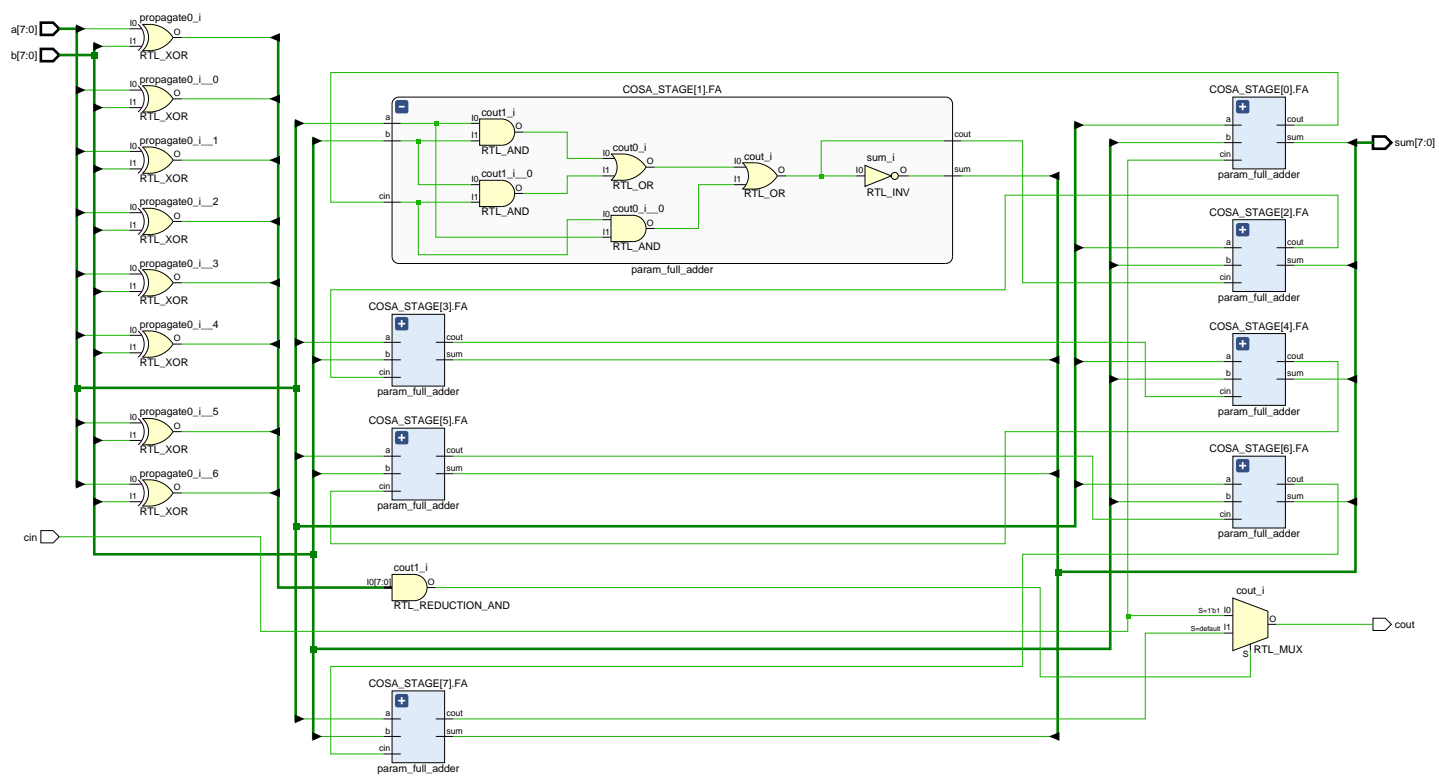 a[7:0]
b[7:0]
propagate0_i
I0
I1
O
RTL_XOR
propagate0_i__0
I0
I1
O
RTL_XOR
propagate0_i__1
I0
I1
O
RTL_XOR
propagate0_i__2
I0
I1
O
RTL_XOR
propagate0_i__3
I0
I1
O
RTL_XOR
propagate0_i__4
I0
I1
O
RTL_XOR
propagate0_i__5
I0
I1
O
RTL_XOR
propagate0_i__6
I0
I1
O
RTL_XOR
cin
COSA_STAGE[1].FA
a
b
cin
cout1_i
I0
I1
O
RTL_AND
cout1_i__0
I0
I1
O
RTL_AND
cout0_i
I0
I1
O
RTL_OR
cout0_i__0
I0
I1
O
RTL_AND
cout_i
I0
I1
O
RTL_OR
sum_i
I0
O
RTL_INV
cout
sum
param_full_adder
COSA_STAGE[3].FA
a
b
cin
cout
sum
param_full_adder
COSA_STAGE[5].FA
a
b
cin
cout
sum
param_full_adder
cout1_i
I0[7:0]
O
RTL_REDUCTION_AND
COSA_STAGE[7].FA
a
b
cin
cout
sum
param_full_adder
COSA_STAGE[0].FA
a
b
cin
cout
sum
param_full_adder
COSA_STAGE[2].FA
a
b
cin
cout
sum
param_full_adder
COSA_STAGE[4].FA
a
b
cin
cout
sum
param_full_adder
COSA_STAGE[6].FA
a
b
cin
cout
sum
param_full_adder
cout_i
S=1'b1 I0
S=default I1
S
O
RTL_MUX
sum[7:0]
cout